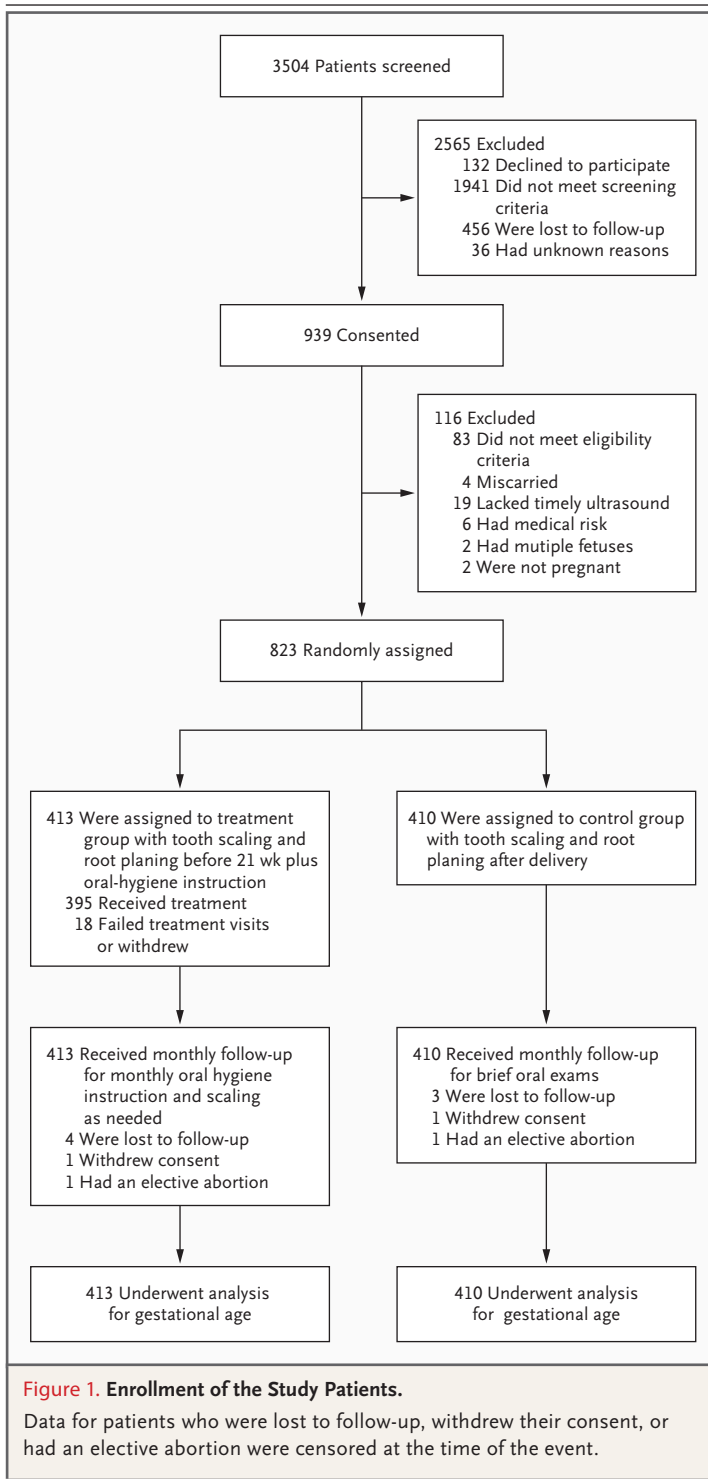 3504 Patients screened
2565 Excluded
132 Declined to participate
1941 Did not meet screening
criteria
456 Were lost to follow-up
36 Had unknown reasons
939 Consented
116 Excluded
83 Did not meet eligibility
criteria
4 Miscarried
19 Lacked timely ultrasound
6 Had medical risk
2 Had mutiple fetuses
2 Were not pregnant
823 Randomly assigned
413 Were assigned to treatment
group with tooth scaling and
root planing before 21 wk plus
oral-hygiene instruction
395 Received treatment
18 Failed treatment visits
or withdrew
410 Were assigned to control group
with tooth scaling and root
planing after delivery
413 Received monthly follow-up
for monthly oral hygiene
instruction and scaling
as needed
4 Were lost to follow-up
1 Withdrew consent
1 Had an elective abortion
410 Received monthly follow-up
for brief oral exams
3 Were lost to follow-up
1 Withdrew consent
1 Had an elective abortion
413 Underwent analysis
for gestational age
410 Underwent analysis
for gestational age
Figure 1. Enrollment of the Study Patients.
Data for patients who were lost to follow-up, withdrew their consent, or
had an elective abortion were censored at the time of the event.